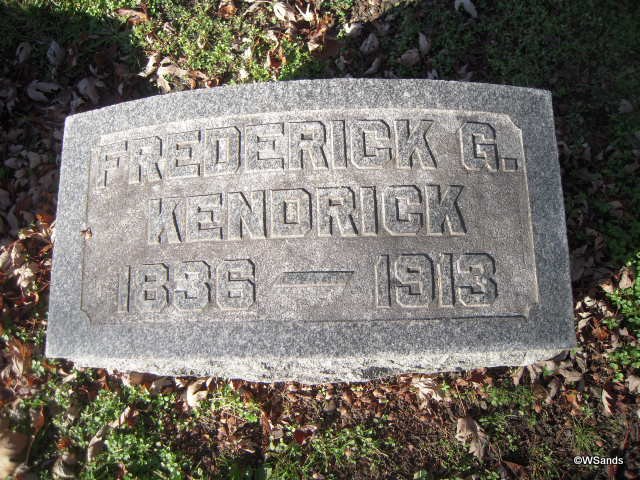 FREDERICK G.
KENDRICK
1836 — 1913
©WSands